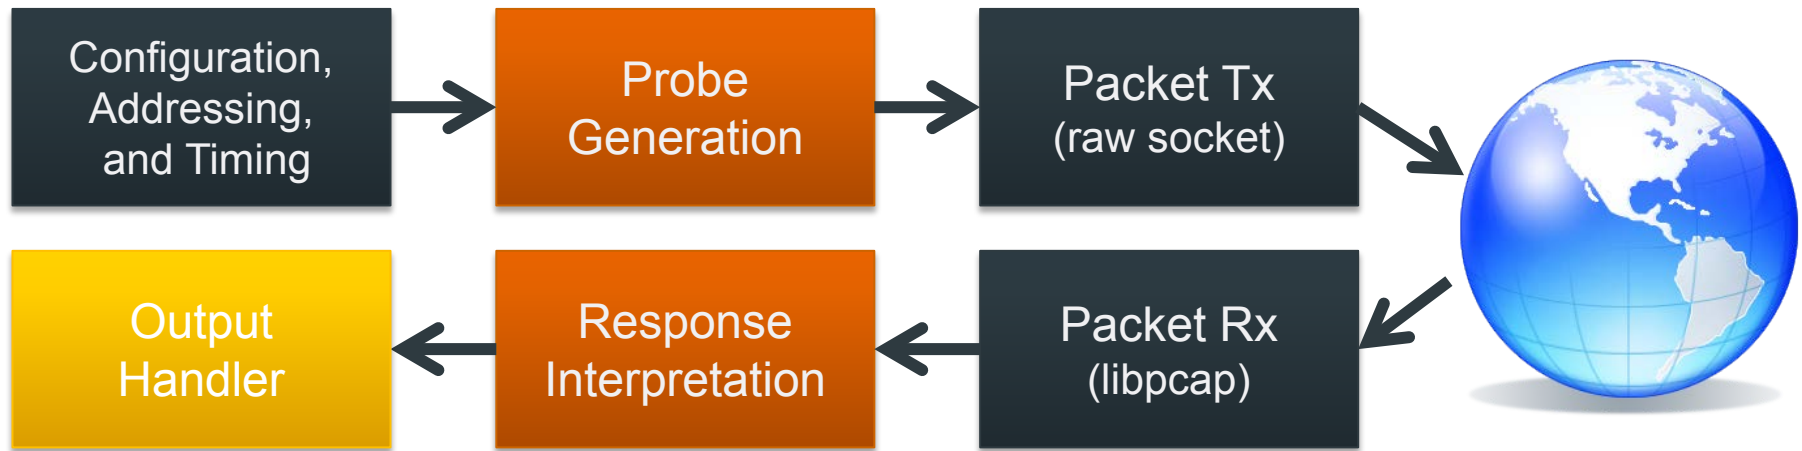 Configuration,
Addressing,
and Timing
Probe
Generation
Packet Tx
(raw socket)
Output
Handler
Response
Interpretation
Packet Rx
(libpcap)